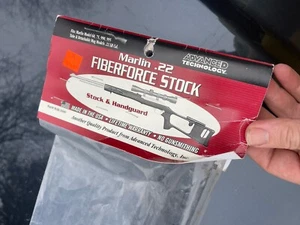 Marlin .22
ADVANCED
TECHNOLOGY
FIBERFORCE STOCK
Stock & Handguard
MADE IN THE USA • LIFETIME WARRANTY • NO GUNSMITHING
Another Quality Product from Advanced Technology, Inc.